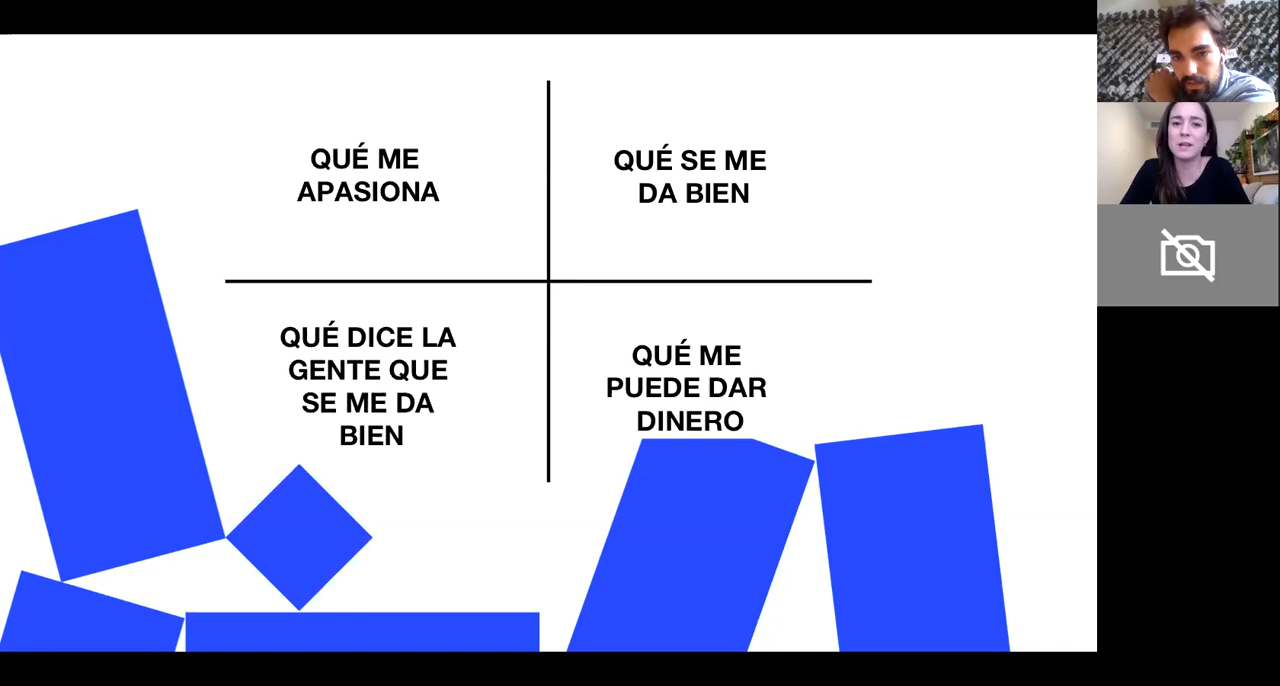 QUÉ ME
APASIONA
QUÉ SE ME
DA BIEN
QUÉ DICE LA
GENTE QUE
SE ME DA
BIEN
QUÉ ME
PUEDE DAR
DINERO